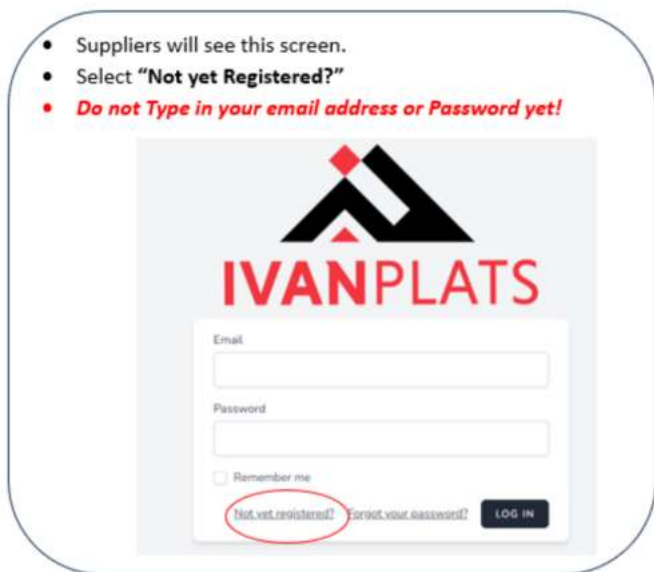 Suppliers will see this screen.
Select “Not yet Registered?”
Do not Type in your email address or Password yet!
IVANPLATS
Email
Password
Remember me
Not yet registered? Forgot your password? LOG IN